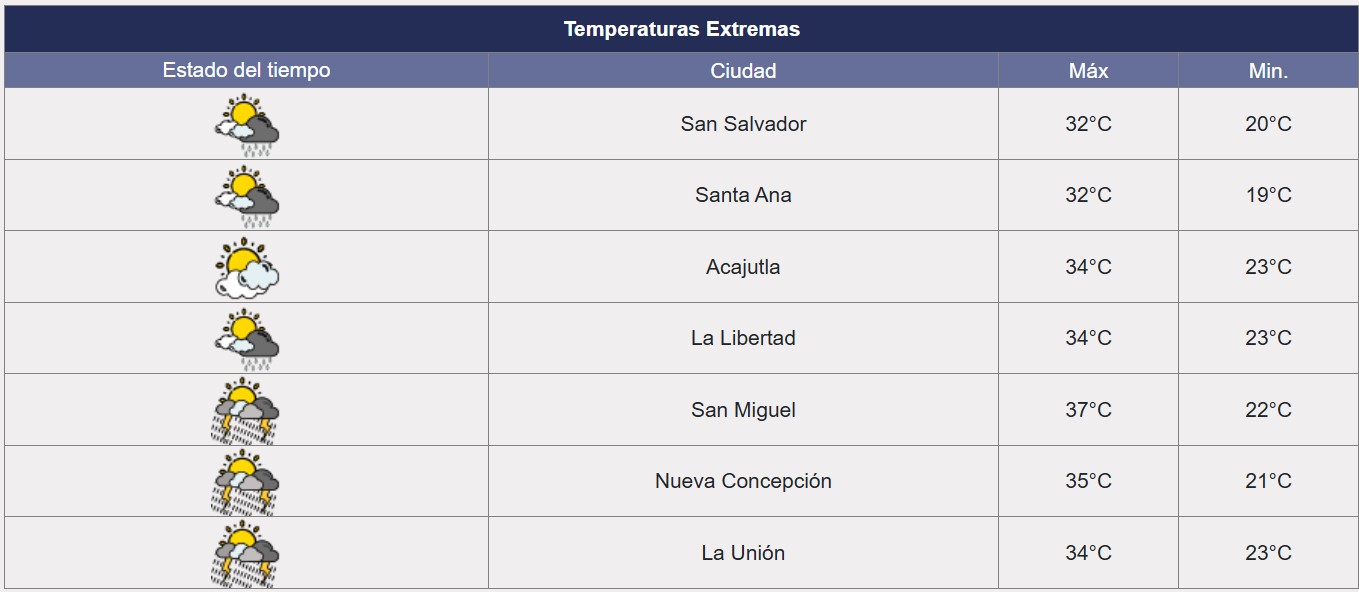 Temperaturas Extremas
Estado del tiempo Ciudad Máx Min.
San Salvador 32°C 20°C
Santa Ana 32°C 19°C
Acajutla 34°C 23°C
La Libertad 34°C 23°C
San Miguel 37°C 22°C
Nueva Concepción 35°C 21°C
La Unión 34°C 23°C